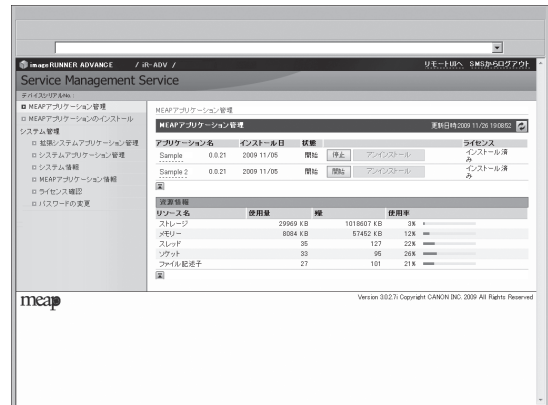 imageRUNNER ADVANCE / iR-ADV / リモートUIへ SMSからログアウト
Service Management Service
デバイスシリアルNo.:
MEAPアプリケーション管理
MEAPアプリケーションのインストール
システム管理
拡張システムアプリケーション管理
システムアプリケーション管理
システム情報
MEAPアプリケーション情報
ライセンス確認
パスワードの変更
MEAPアプリケーション管理
MEAPアプリケーション管理 更新日時:2009 11/26 19:08:52
アプリケーション名 インストール日 状態 ライセンス
Sample 0.0.21 2009 11/05 開始 停止 アンインストール インストール済み
Sample 2 0.0.21 2009 11/05 開始 開始 アンインストール インストール済み
資源情報
リソース名 使用量 残 使用率
ストレージ 29969 KB 1018607 KB 3%
メモリー 8084 KB 57452 KB 12%
スレッド 35 127 22%
ソケット 33 95 26%
ファイル記述子 27 101 21%
meap
Version 3.0.2.7i Copyright CANON INC. 2009 All Rights Reserved